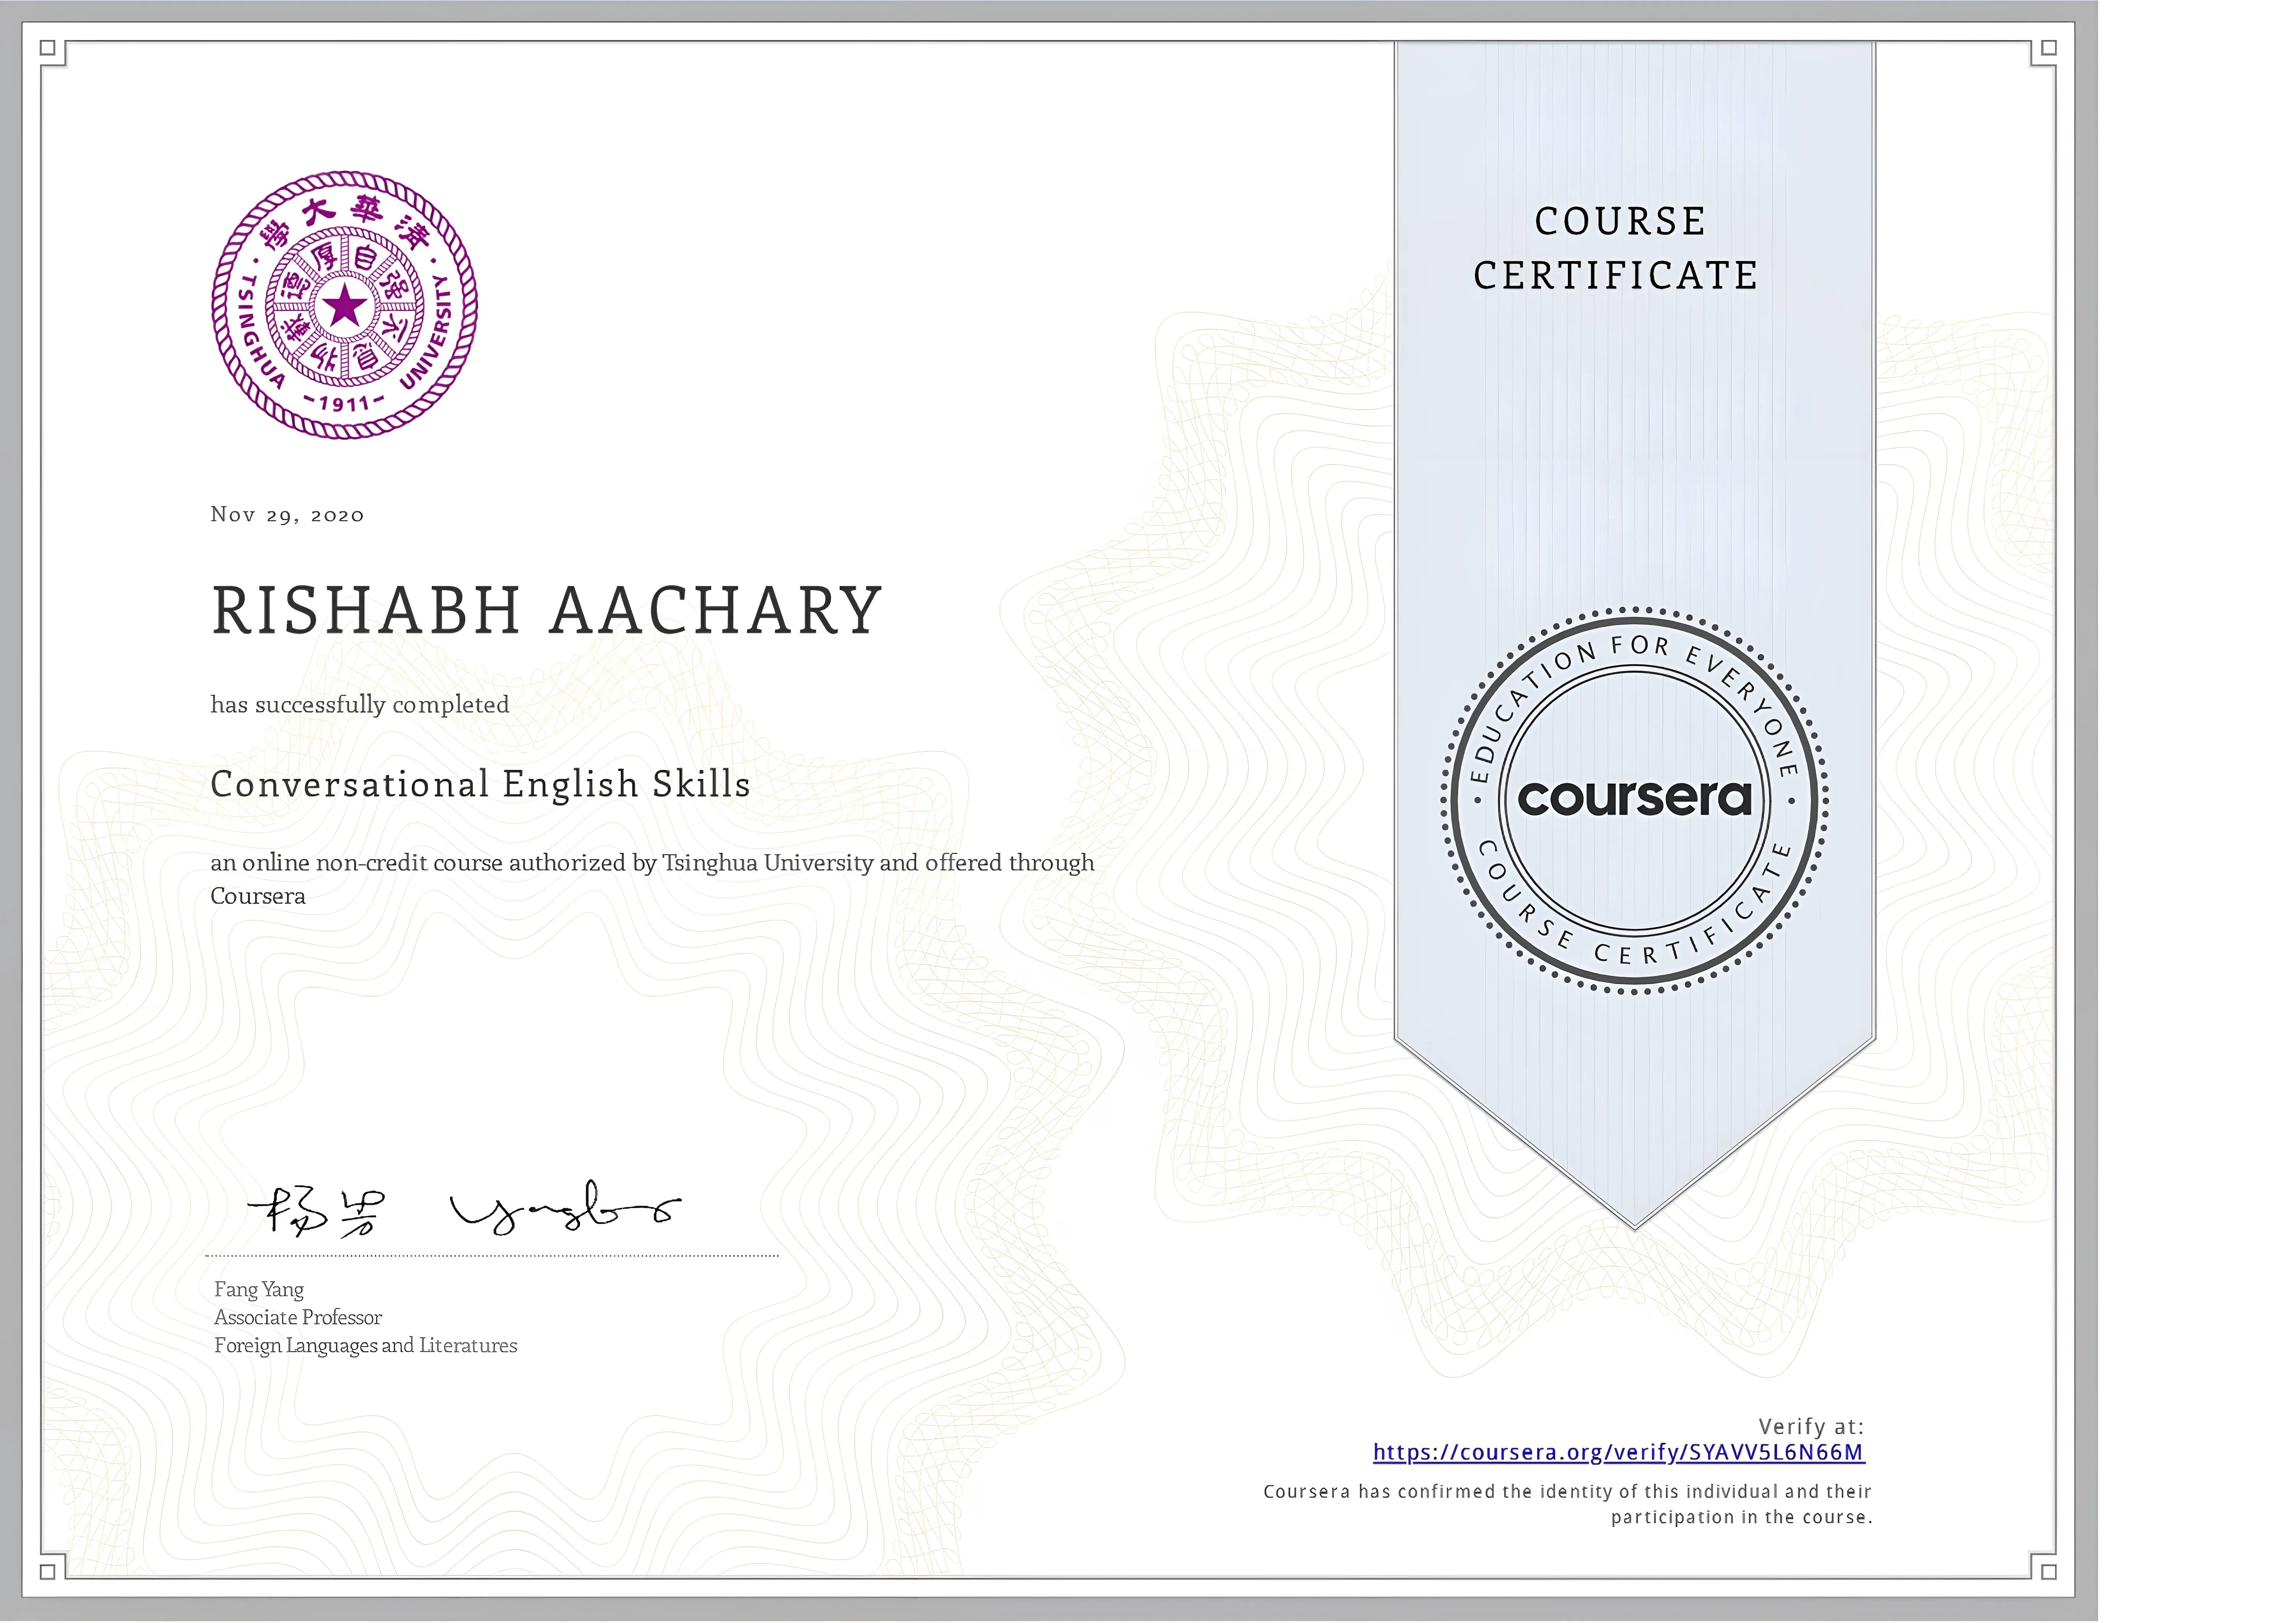 學大華清
自强不息
厚德載物
TSINGHUA UNIVERSITY
-1911-
Nov 29, 2020
RISHABH AACHARY
has successfully completed
Conversational English Skills
an online non-credit course authorized by Tsinghua University and offered through
Coursera
杨芳
Fang Yang
Associate Professor
Foreign Languages and Literatures
COURSE
CERTIFICATE
EDUCATION FOR EVERYONE
coursera
COURSE CERTIFICATE
Verify at:
https://coursera.org/verify/SYAVV5L6N66M
Coursera has confirmed the identity of this individual and their
participation in the course.